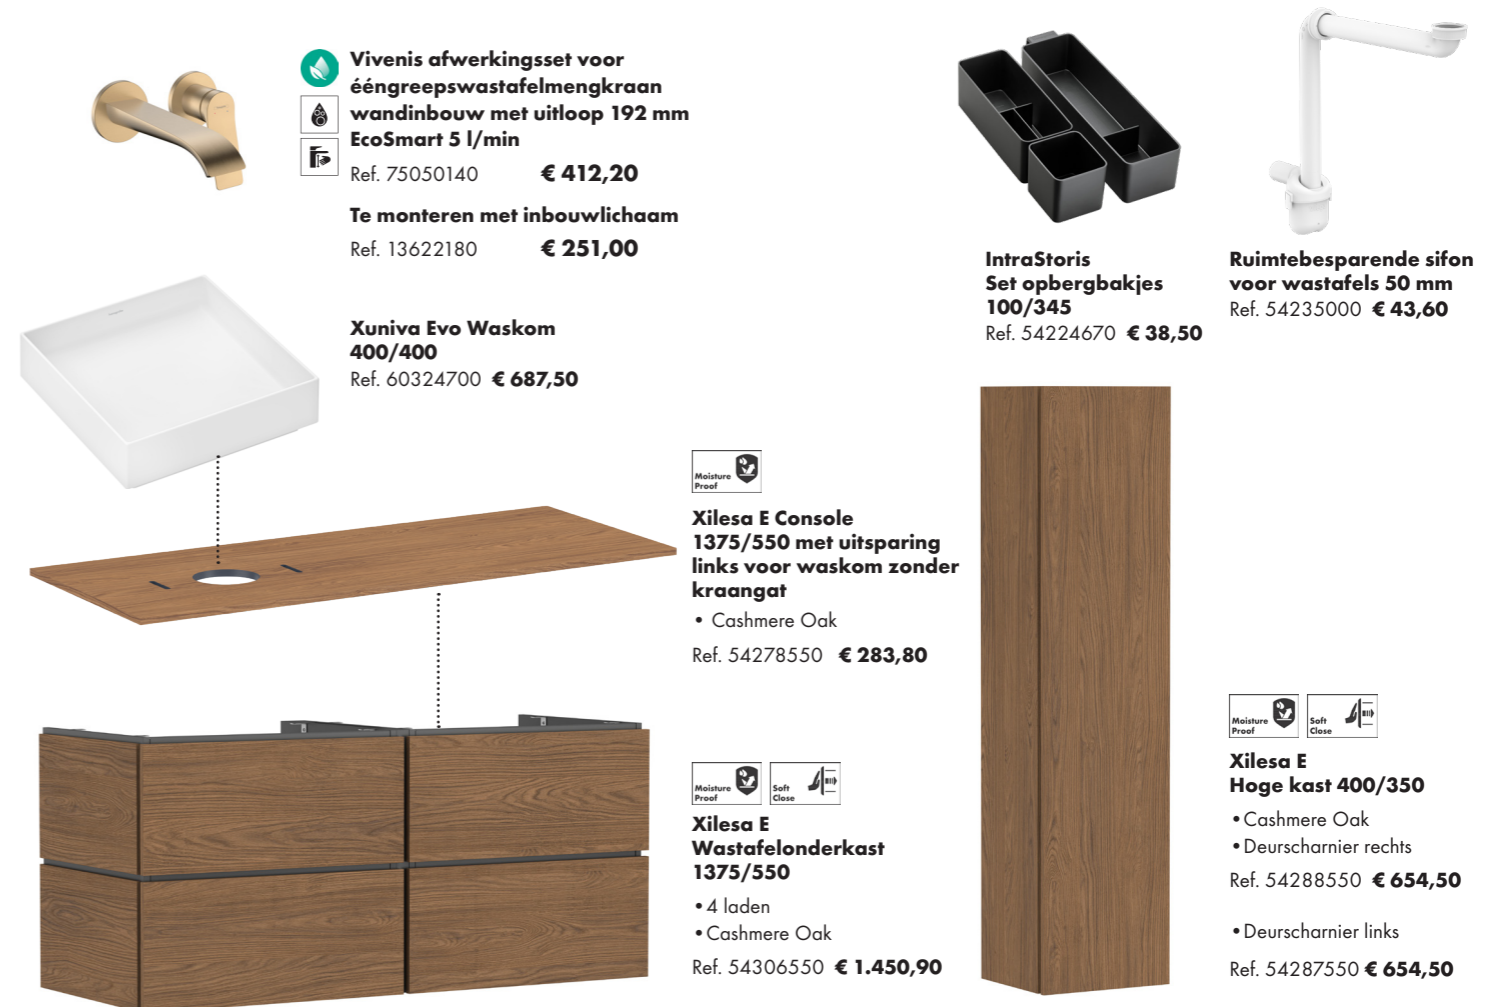 Vivenis afwerkingsset voor
ééngreepswastafelmengkraan
wandinbouw met uitloop 192 mm
EcoSmart 5 l/min
Ref. 75050140 € 412,20
Te monteren met inbouwlichaam
Ref. 13622180 € 251,00
Xuniva Evo Waskom
400/400
Ref. 60324700 € 687,50
IntraStoris
Set opbergbakjes
100/345
Ref. 54224670 € 38,50
Ruimtebesparende sifon
voor wastafels 50 mm
Ref. 54235000 € 43,60
Moisture
Proof
Xilesa E Console
1375/550 met uitsparing
links voor waskom zonder
kraangat
• Cashmere Oak
Ref. 54278550 € 283,80
Moisture
Proof
Soft
Close
Xilesa E
Wastafelonderkast
1375/550
• 4 laden
• Cashmere Oak
Ref. 54306550 € 1.450,90
Moisture
Proof
Soft
Close
Xilesa E
Hoge kast 400/350
• Cashmere Oak
• Deurscharnier rechts
Ref. 54288550 € 654,50
• Deurscharnier links
Ref. 54287550 € 654,50